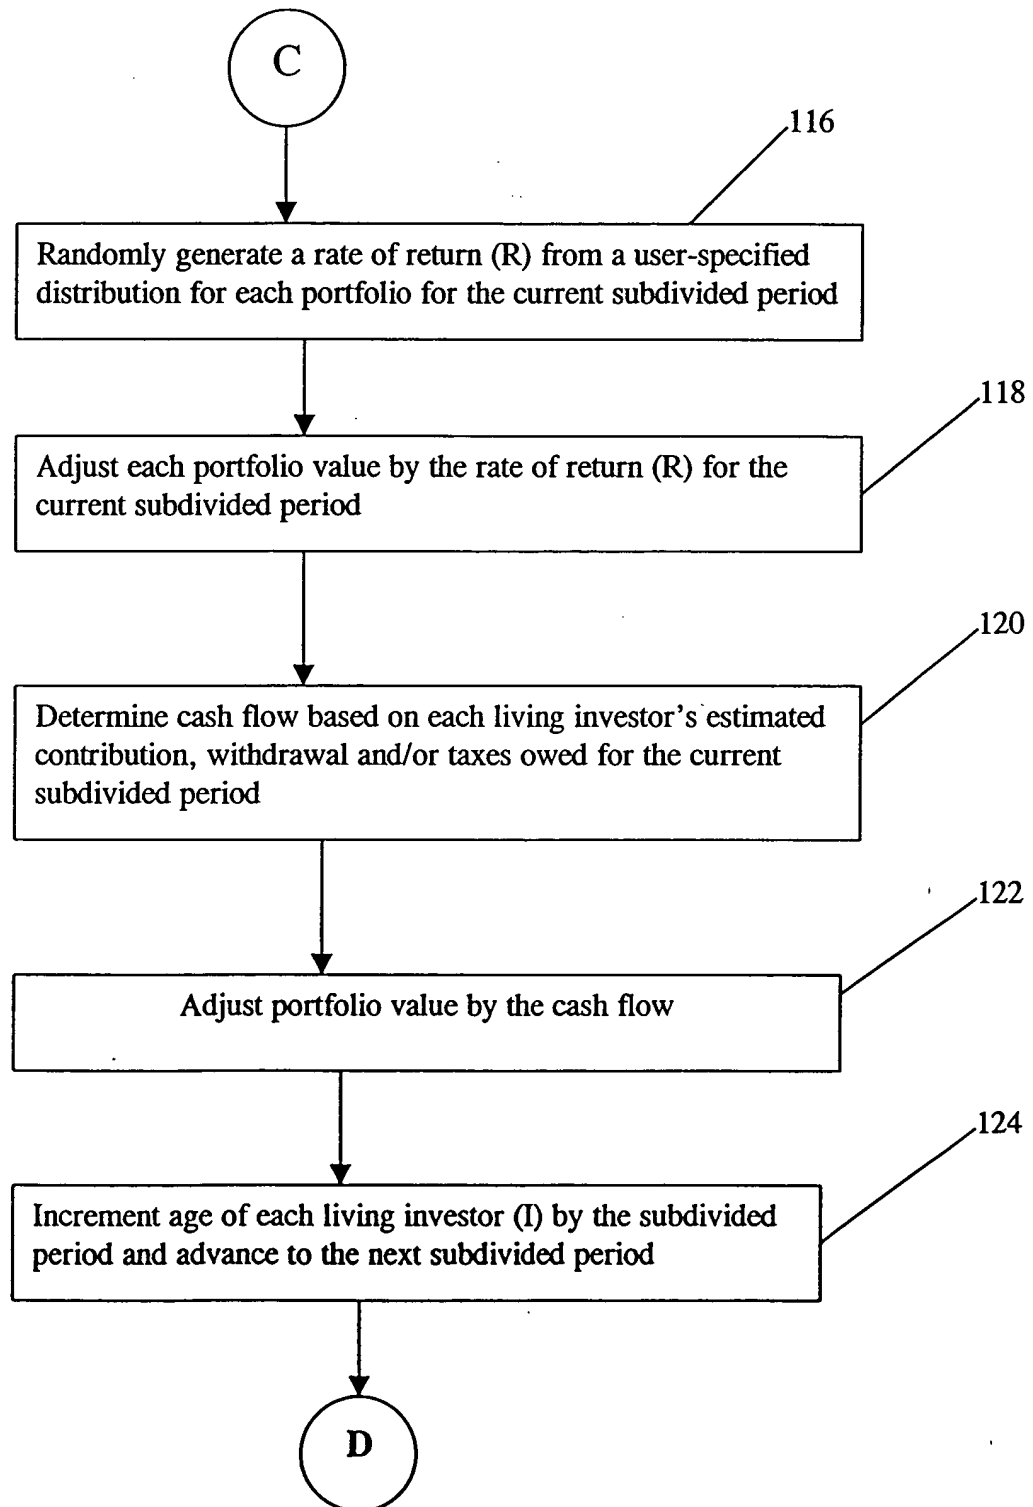 C
116
Randomly generate a rate of return (R) from a user-specified
distribution for each portfolio for the current subdivided period
118
Adjust each portfolio value by the rate of return (R) for the
current subdivided period
120
Determine cash flow based on each living investor's estimated
contribution, withdrawal and/or taxes owed for the current
subdivided period
122
Adjust portfolio value by the cash flow
124
Increment age of each living investor (I) by the subdivided
period and advance to the next subdivided period
D